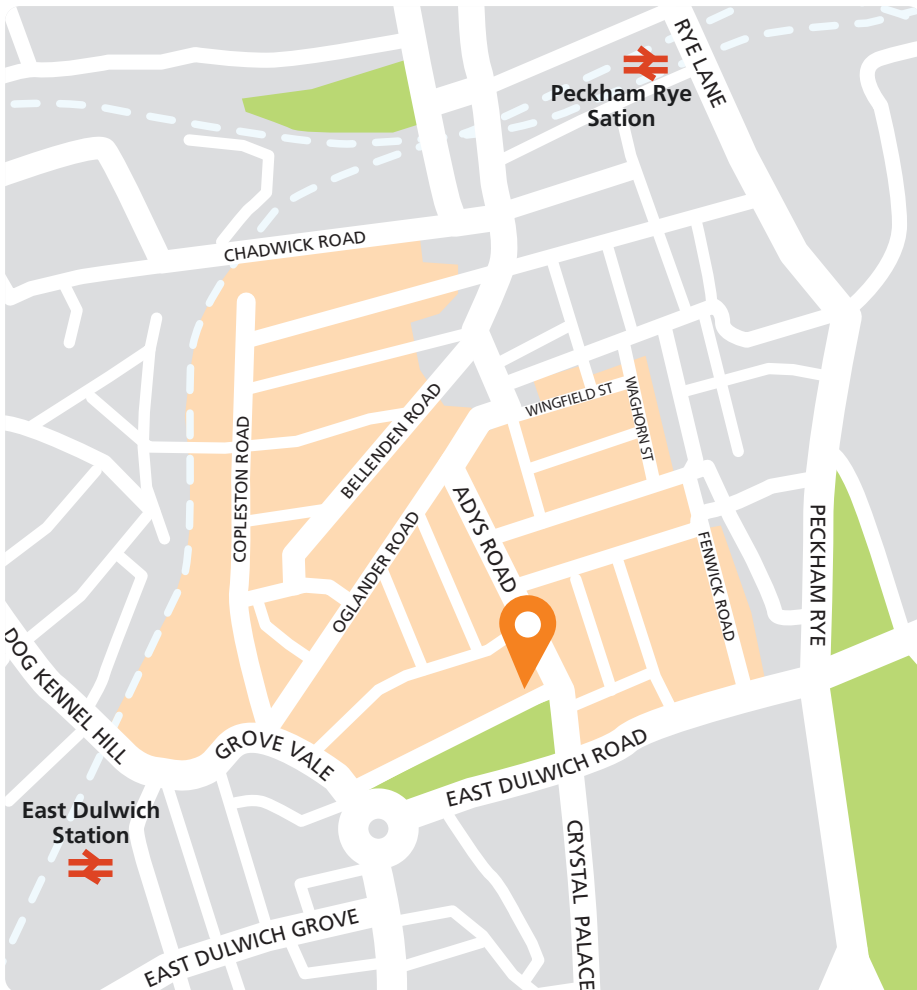 RYE LANE
Peckham Rye
Sation
CHADWICK ROAD
WINGFIELD ST
WAGHORN ST
BELLENDEN ROAD
COPLESTON ROAD
ADYS ROAD
OGLANDER ROAD
PECKHAM RYE
FENWICK ROAD
DOG KENNEL HILL
GROVE VALE
EAST DULWICH ROAD
East Dulwich
Station
CRYSTAL PALACE
EAST DULWICH GROVE